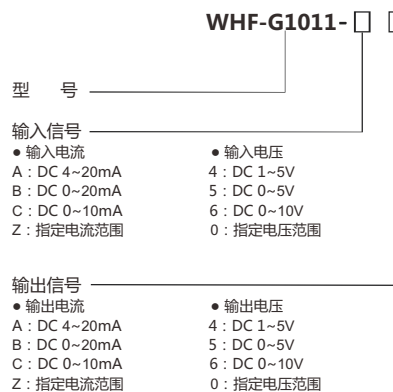 WHF-G1011-□
型 号
输入信号
● 输入电流 ● 输入电压
A：DC 4~20mA 4：DC 1~5V
B：DC 0~20mA 5：DC 0~5V
C：DC 0~10mA 6：DC 0~10V
Z：指定电流范围 0：指定电压范围
输出信号
● 输出电流 ● 输出电压
A：DC 4~20mA 4：DC 1~5V
B：DC 0~20mA 5：DC 0~5V
C：DC 0~10mA 6：DC 0~10V
Z：指定电流范围 0：指定电压范围